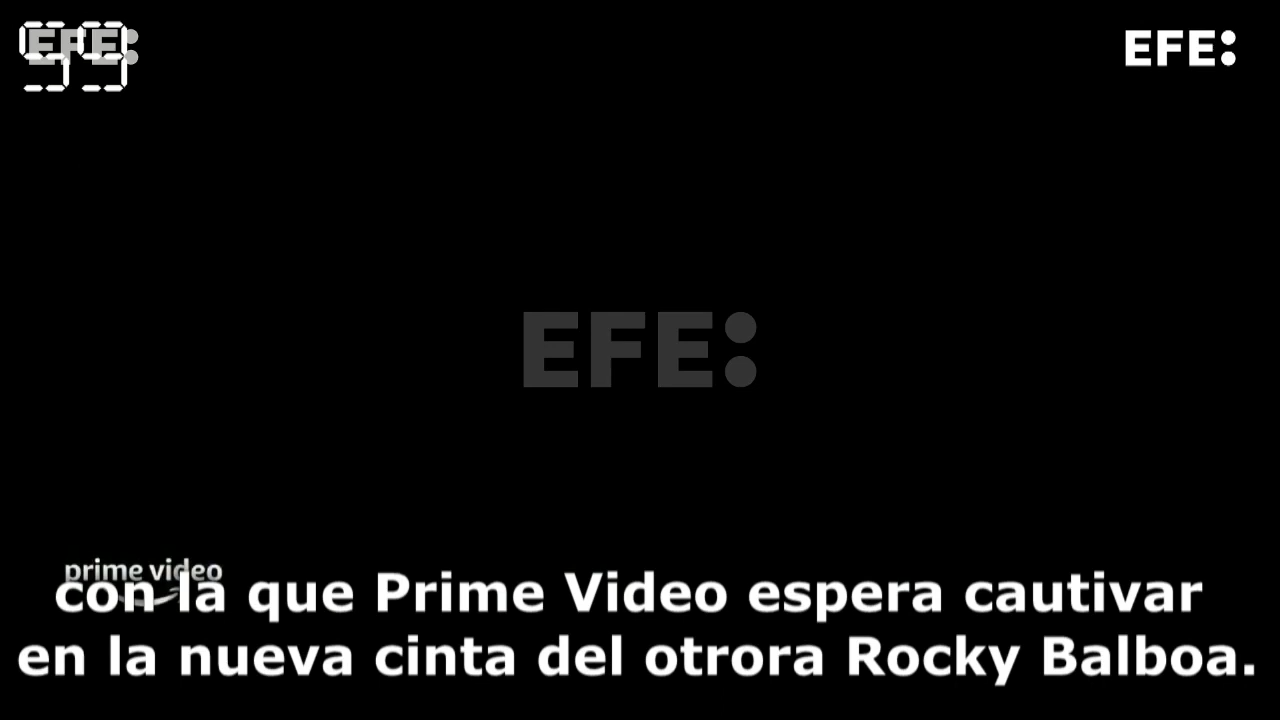 EFE:
59
EFE:
EFE:
prime video
con la que Prime Video espera cautivar
en la nueva cinta del otrora Rocky Balboa.